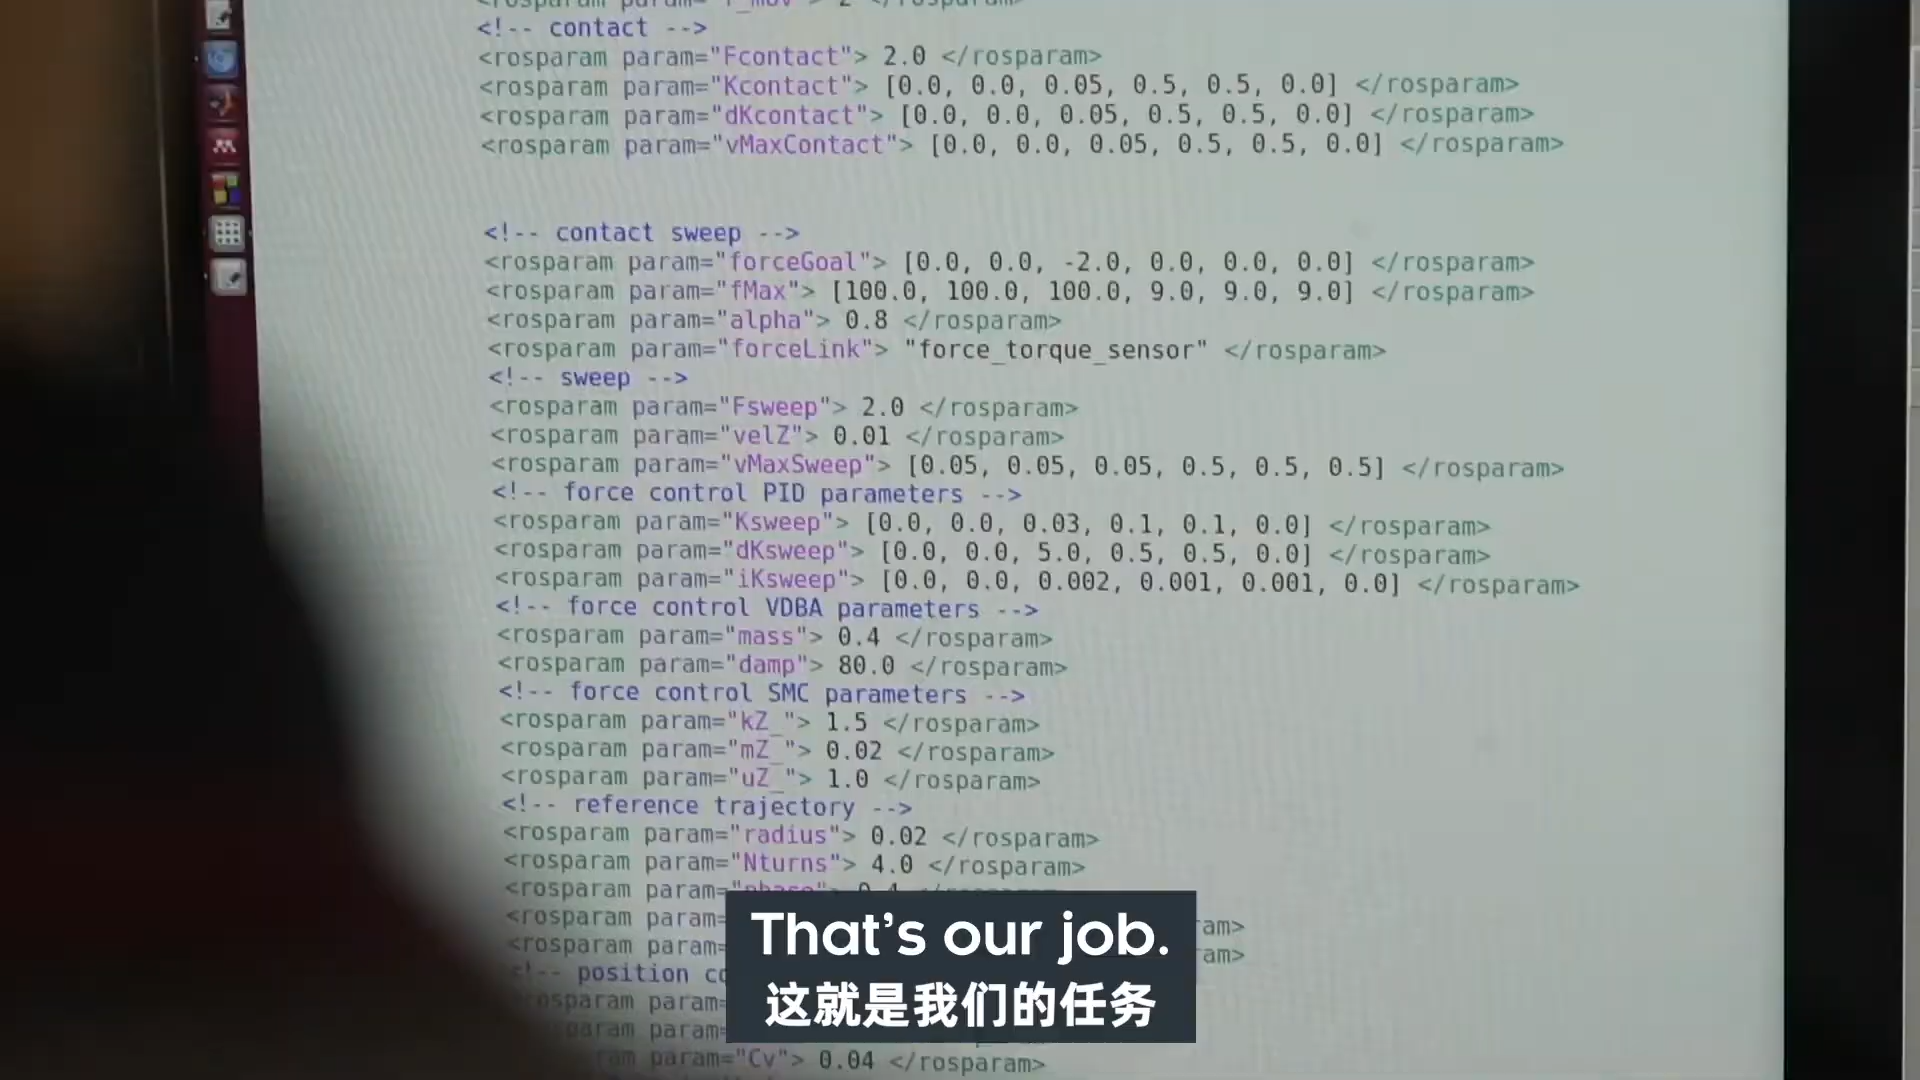 <!-- contact -->
<rosparam param="Fcontact"> 2.0 </rosparam>
<rosparam param="Kcontact"> [0.0, 0.0, 0.05, 0.5, 0.5, 0.0] </rosparam>
<rosparam param="dKcontact"> [0.0, 0.0, 0.05, 0.5, 0.5, 0.0] </rosparam>
<rosparam param="vMaxContact"> [0.0, 0.0, 0.05, 0.5, 0.5, 0.0] </rosparam>
<!-- contact sweep -->
<rosparam param="forceGoal"> [0.0, 0.0, -2.0, 0.0, 0.0, 0.0] </rosparam>
<rosparam param="fMax"> [100.0, 100.0, 100.0, 9.0, 9.0, 9.0] </rosparam>
<rosparam param="alpha"> 0.8 </rosparam>
<rosparam param="forceLink"> "force_torque_sensor" </rosparam>
<!-- sweep -->
<rosparam param="Fsweep"> 2.0 </rosparam>
<rosparam param="velZ"> 0.01 </rosparam>
<rosparam param="vMaxSweep"> [0.05, 0.05, 0.05, 0.5, 0.5, 0.5] </rosparam>
<!-- force control PID parameters -->
<rosparam param="Ksweep"> [0.0, 0.0, 0.03, 0.1, 0.1, 0.0] </rosparam>
<rosparam param="dKsweep"> [0.0, 0.0, 5.0, 0.5, 0.5, 0.0] </rosparam>
<rosparam param="iKsweep"> [0.0, 0.0, 0.002, 0.001, 0.001, 0.0] </rosparam>
<!-- force control VDBA parameters -->
<rosparam param="mass"> 0.4 </rosparam>
<rosparam param="damp"> 80.0 </rosparam>
<!-- force control SMC parameters -->
<rosparam param="kZ_"> 1.5 </rosparam>
<rosparam param="mZ_"> 0.02 </rosparam>
<rosparam param="uZ_"> 1.0 </rosparam>
<!-- reference trajectory -->
<rosparam param="radius"> 0.02 </rosparam>
<rosparam param="Nturns"> 4.0 </rosparam>
<rosparam param=
<rosparam param= ram>
<rosparam param= ram>
!-- position
rosparam param=
param=
ram param="Cv"> 0.04 </rosparam>
That's our job.
这就是我们的任务